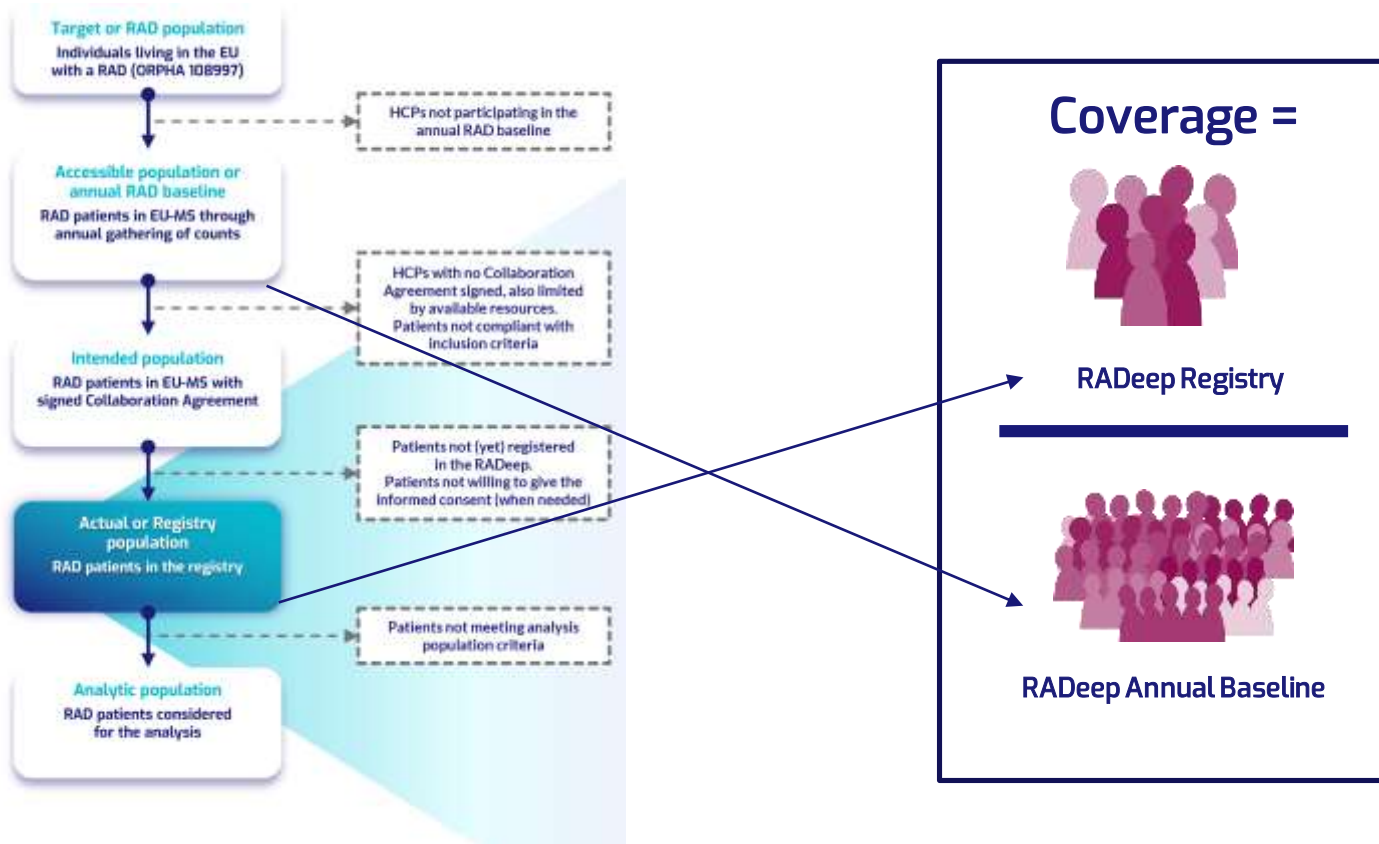 Target or RAD population
Individuals living in the EU
with a RAD (ORPHA 108997)
HCPs not participating in the
annual RAD baseline
Accessible population or
annual RAD baseline
RAD patients in EU-MS through
annual gathering of counts
HCPs with no Collaboration
Agreement signed, also limited
by available resources.
Patients not compliant with
inclusion criteria
Intended population
RAD patients in EU-MS with
signed Collaboration Agreement
Patients not (yet) registered
in the RADeep.
Patients not willing to give the
informed consent (when needed)
Actual or Registry
population
RAD patients in the registry
Patients not meeting analysis
population criteria
Analytic population
RAD patients considered
for the analysis
Coverage =
RADeep Registry
RADeep Annual Baseline